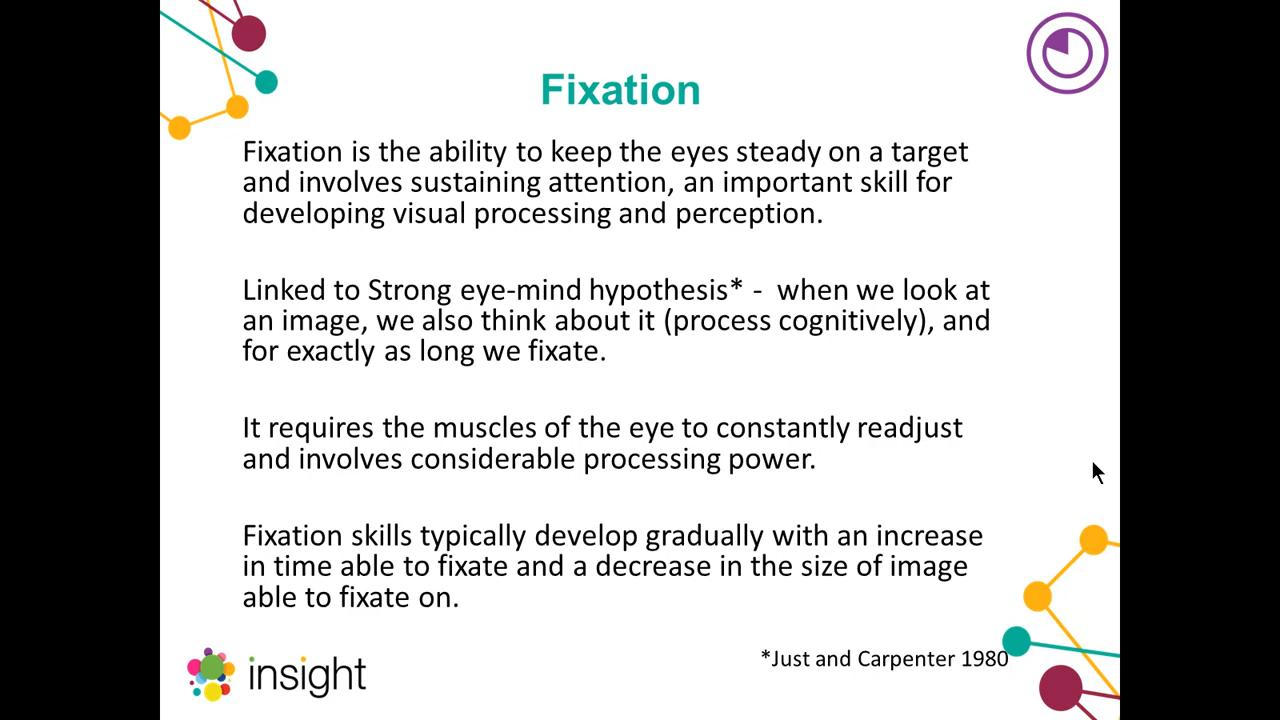 Fixation
Fixation is the ability to keep the eyes steady on a target
and involves sustaining attention, an important skill for
developing visual processing and perception.
Linked to Strong eye-mind hypothesis* -  when we look at
an image, we also think about it (process cognitively), and
for exactly as long we fixate.
It requires the muscles of the eye to constantly readjust
and involves considerable processing power.
Fixation skills typically develop gradually with an increase
in time able to fixate and a decrease in the size of image
able to fixate on.
*Just and Carpenter 1980
insight